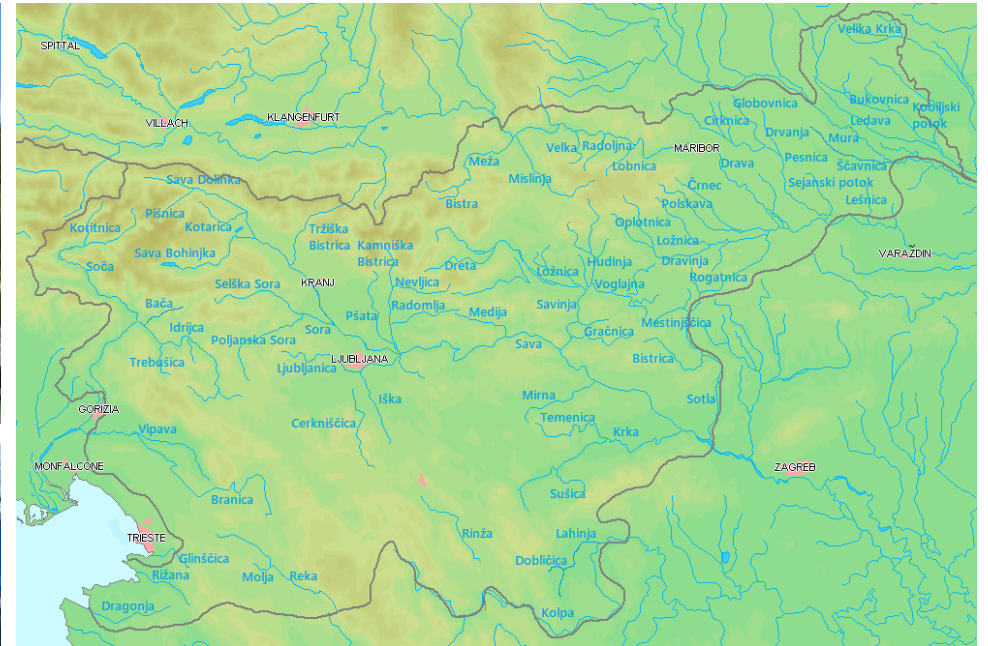 Velika Krka
SPITTAL
Bukovnica
Globovnica
Kobiljski
potok
KLANGENFURT
VILLACH
Cirknica
Ledava
Drvanja
Mura
Velka
Radoljna
MARIBOR
Meža
Pesnica
Lobnica
Drava
Ščavnica
Sava Dolinka
Mislinja
Črnec
Sejanski potok
Lešnica
Bistra
Polskava
Pišnica
Koritnica
Kotarica
Tržiška
Bistrica
Oplotnica
Kamniška
Bistrica
Ložnica
Sava Bohinjka
VARAŽDIN
Soča
Dreta
Ložnica
Hudinja
Dravinja
Rogatnica
Selška Sora
KRANJ
Nevljica
Voglajna
Bača
Radomlja
Medija
Savinja
Pšata
Idrijca
Sora
Gračnica
Mestinjščica
Poljanska Sora
Sava
Trebušica
LJUBLJANA
Ljubljanica
Bistrica
Iška
Mirna
Sotla
GORIZIA
Cerkniščica
Temenica
Vipava
Krka
MONFALCONE
ZAGREB
Branica
Sušica
TRIESTE
Rinža
Lahinja
Glinščica
Dobličica
Rižana
Molja
Reka
Dragonja
Kolpa